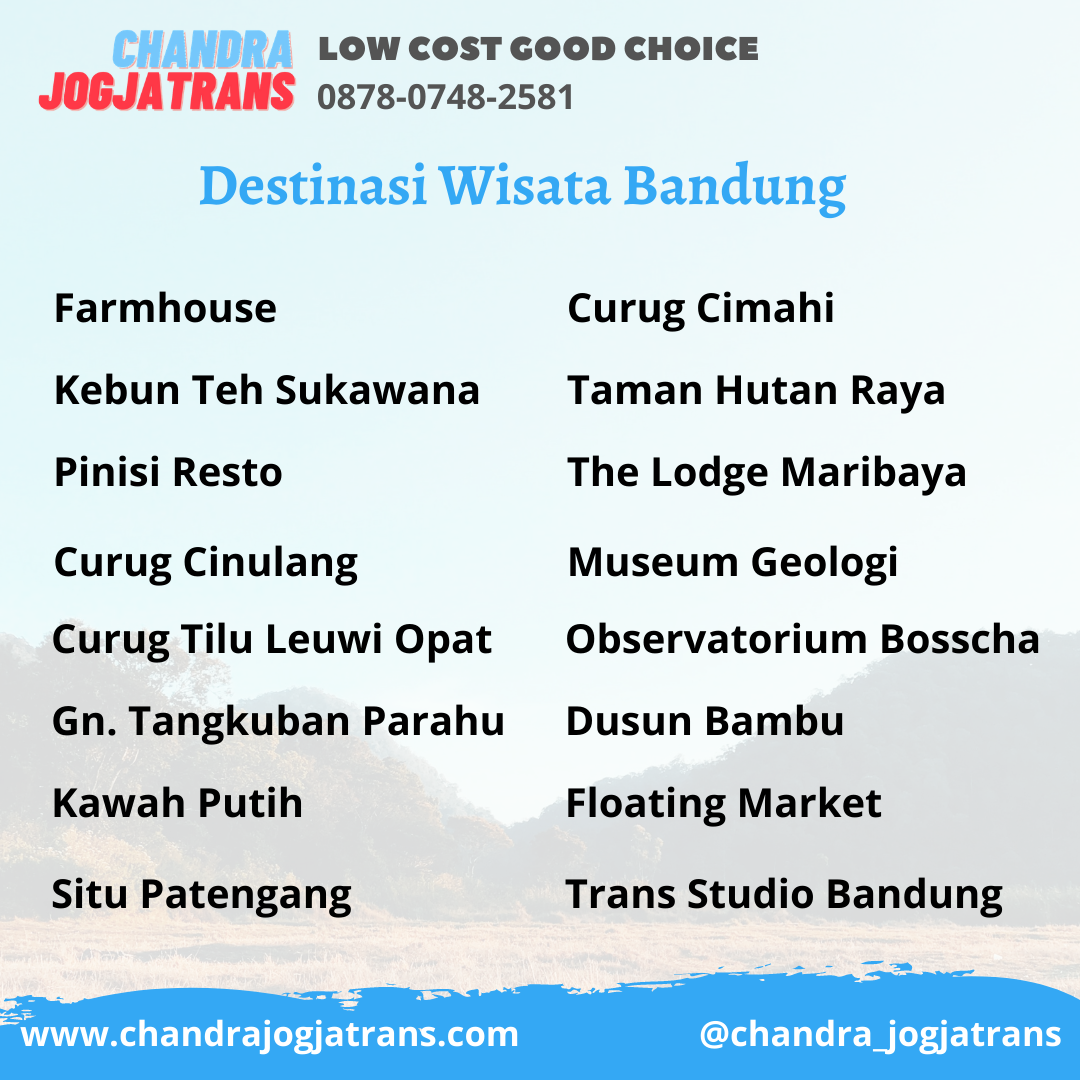 CHANDRA
JOGJATRANS
LOW COST GOOD CHOICE
0878-0748-2581
Destinasi Wisata Bandung
Farmhouse
Kebun Teh Sukawana
Pinisi Resto
Curug Cinulang
Curug Tilu Leuwi Opat
Gn. Tangkuban Parahu
Kawah Putih
Situ Patengang
Curug Cimahi
Taman Hutan Raya
The Lodge Maribaya
Museum Geologi
Observatorium Bosscha
Dusun Bambu
Floating Market
Trans Studio Bandung
www.chandrajogjatrans.com
@chandra_jogjatrans